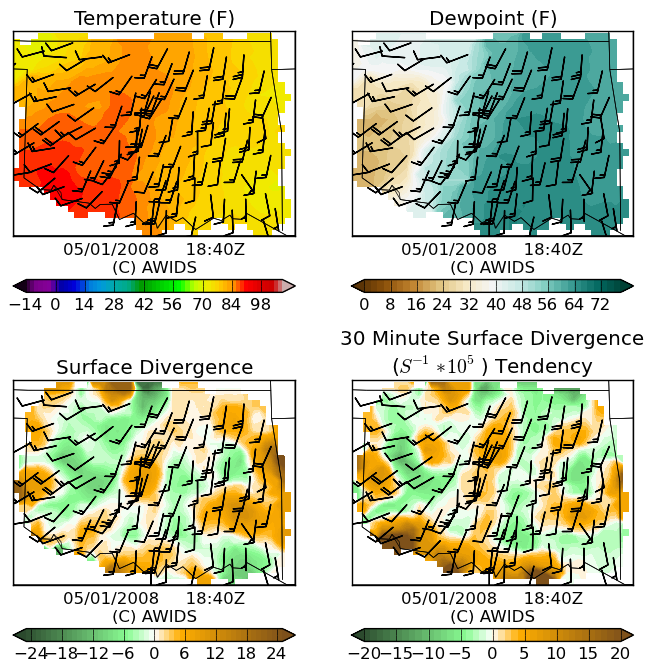 Temperature (F)
Dewpoint (F)
05/01/2008 18:40Z
(C) AWIDS
05/01/2008 18:40Z
(C) AWIDS
−14 0 14 28 42 56 70 84 98
0 8 16 24 32 40 48 56 64 72
Surface Divergence
30 Minute Surface Divergence
(S⁻¹ *10⁵ ) Tendency
05/01/2008 18:40Z
(C) AWIDS
05/01/2008 18:40Z
(C) AWIDS
−24 −18 −12 −6 0 6 12 18 24
−20 −15 −10 −5 0 5 10 15 20